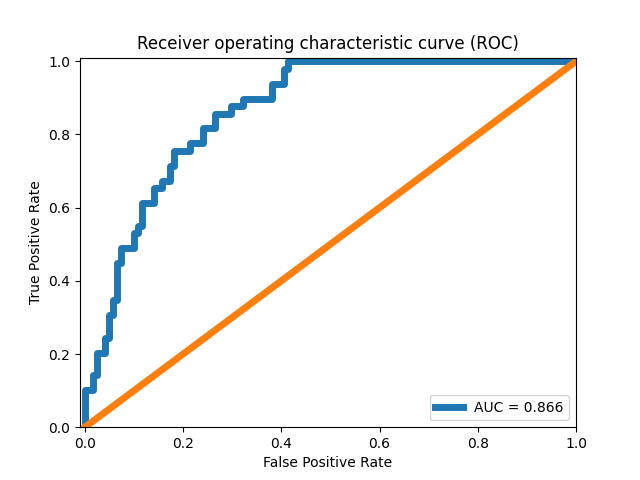 Receiver operating characteristic curve (ROC)
True Positive Rate
1.0
0.8
0.6
0.4
0.2
0.0
0.0 0.2 0.4 0.6 0.8 1.0
False Positive Rate
AUC = 0.866